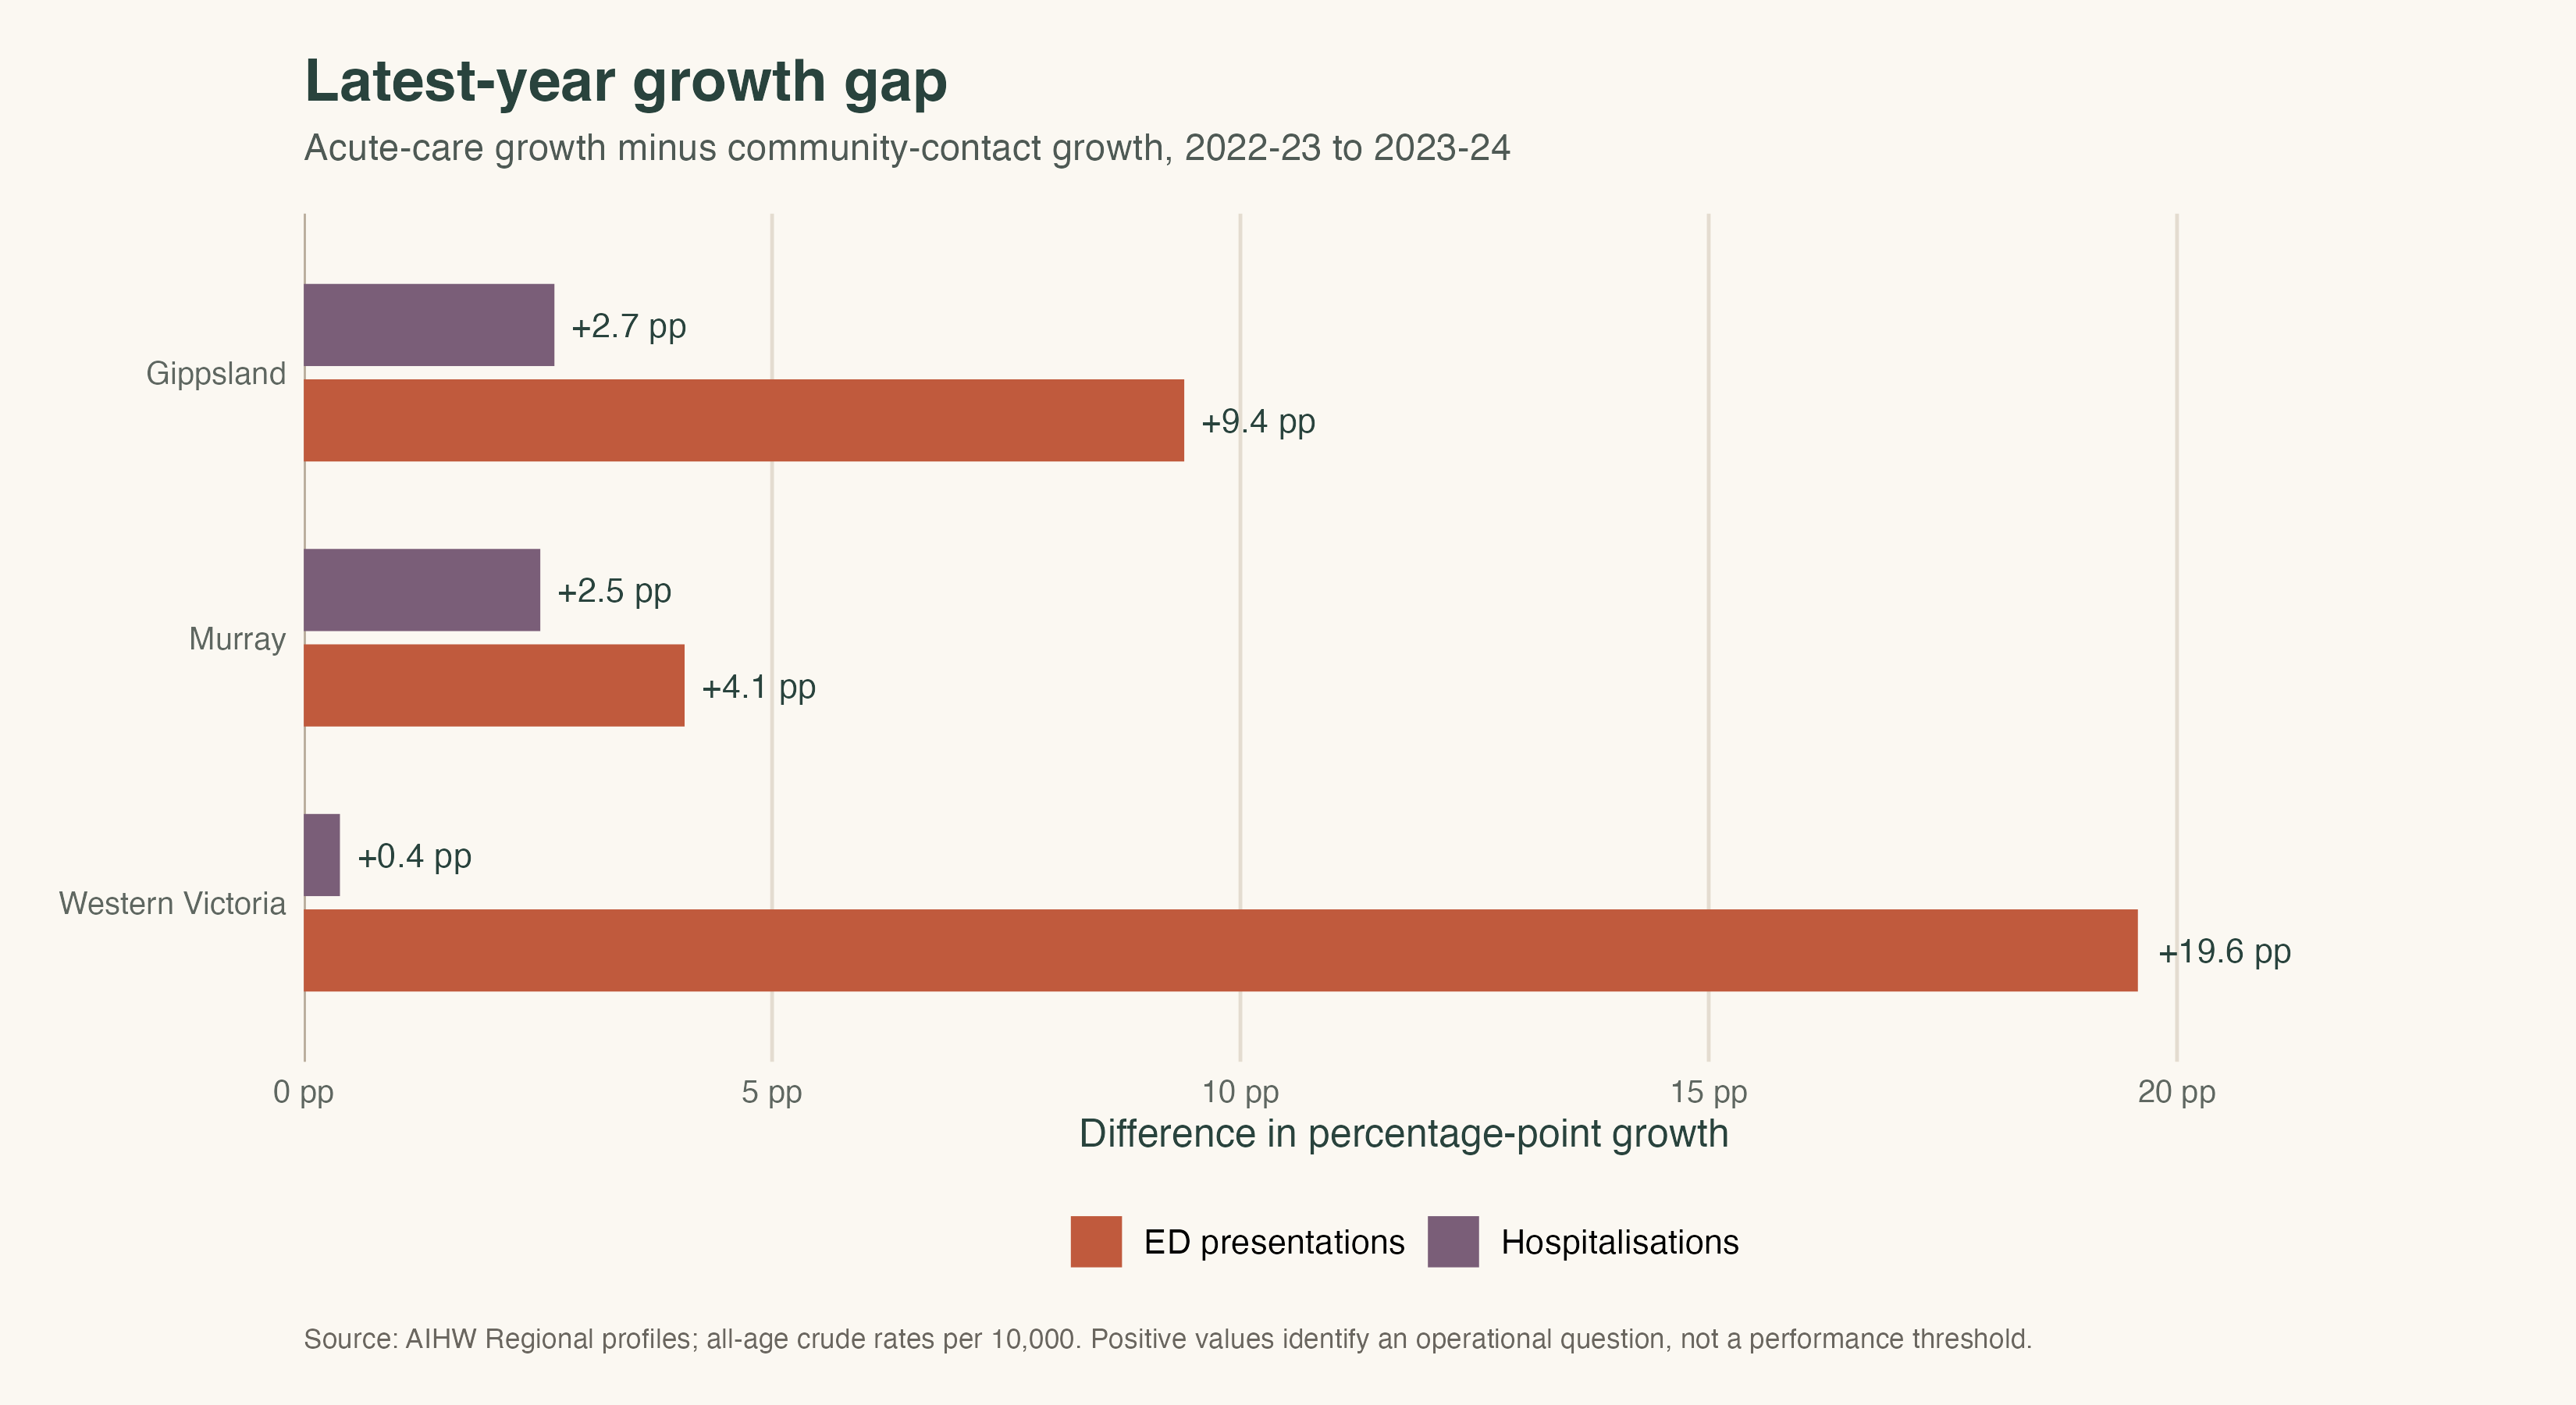 Latest-year growth gap
Acute-care growth minus community-contact growth, 2022-23 to 2023-24
+2.7 pp
Gippsland
+9.4 pp
+2.5 pp
Murray
+4.1 pp
+0.4 pp
Western Victoria
+19.6 pp
0 pp 5 pp 10 pp 15 pp 20 pp
Difference in percentage-point growth
ED presentations Hospitalisations
Source: AIHW Regional profiles; all-age crude rates per 10,000. Positive values identify an operational question, not a performance threshold.